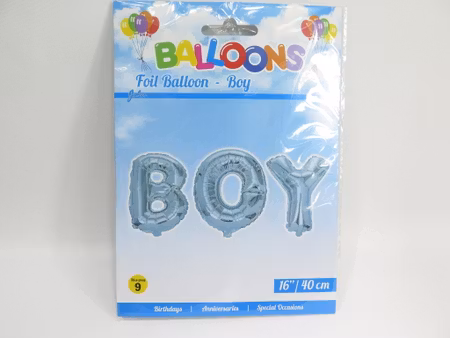 BALLOONS
Foil Balloon - Boy
BOY
16"/40 cm
9
Birthdays | Anniversaries | Special Occasions